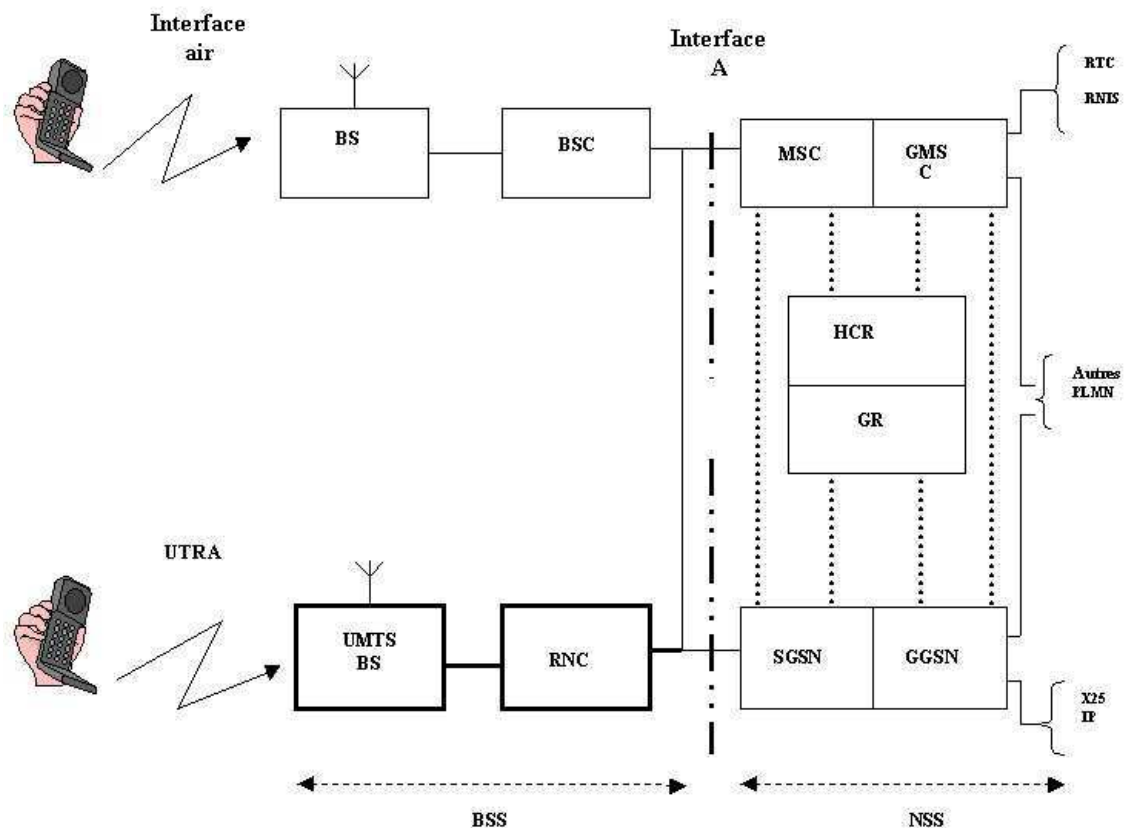 Interface
air
Interface
A
RTC
RNIS
BS
BSC
MSC
GMS
C
HCR
GR
Autres
PLMN
UTRA
UMTS
BS
RNC
SGSN
GGSN
X25
IP
BSS
NSS